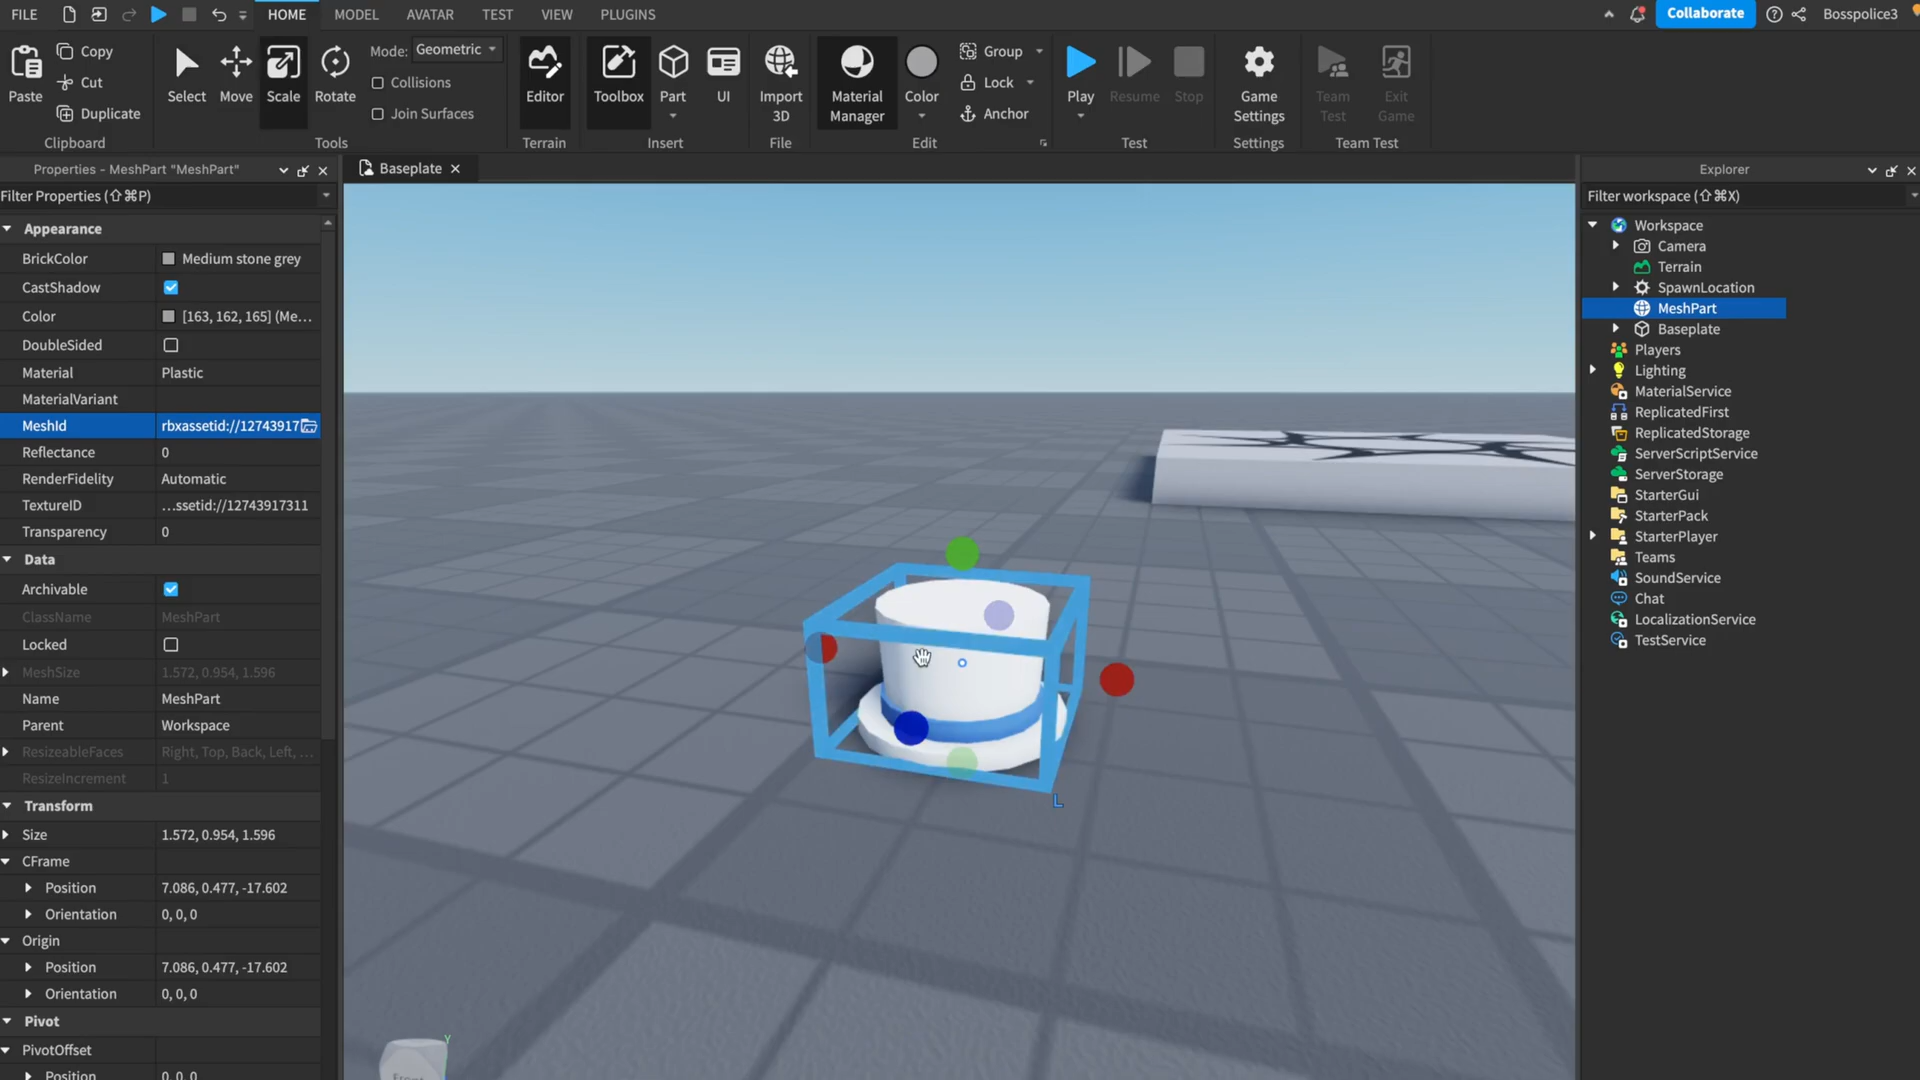 FILE HOME MODEL AVATAR TEST VIEW PLUGINS Collaborate Bosspolice3
Paste Copy Cut Duplicate Clipboard
Select Move Scale Rotate Mode: Geometric Collisions Join Surfaces Tools
Editor Terrain
Toolbox Part UI Insert
Import 3D File
Material Manager Color Group Lock Anchor Edit
Play Resume Stop Test
Game Settings Settings
Team Test Exit Game Team Test
Properties - MeshPart "MeshPart"
Filter Properties (⇧⌘P)
Appearance
BrickColor Medium stone grey
CastShadow
Color [163, 162, 165] (Me...
DoubleSided
Material Plastic
MaterialVariant
MeshId rbxassetid://12743917
Reflectance 0
RenderFidelity Automatic
TextureID ...ssetid://12743917311
Transparency 0
Data
Archivable
ClassName MeshPart
Locked
MeshSize 1.572, 0.954, 1.596
Name MeshPart
Parent Workspace
ResizeableFaces Right, Top, Back, Left, ...
ResizeIncrement 1
Transform
Size 1.572, 0.954, 1.596
CFrame
Position 7.086, 0.477, -17.602
Orientation 0, 0, 0
Origin
Position 7.086, 0.477, -17.602
Orientation 0, 0, 0
Pivot
PivotOffset
Position 0, 0, 0
Baseplate
L
Y
Front
Explorer
Filter workspace (⇧⌘X)
Workspace
Camera
Terrain
SpawnLocation
MeshPart
Baseplate
Players
Lighting
MaterialService
ReplicatedFirst
ReplicatedStorage
ServerScriptService
ServerStorage
StarterGui
StarterPack
StarterPlayer
Teams
SoundService
Chat
LocalizationService
TestService